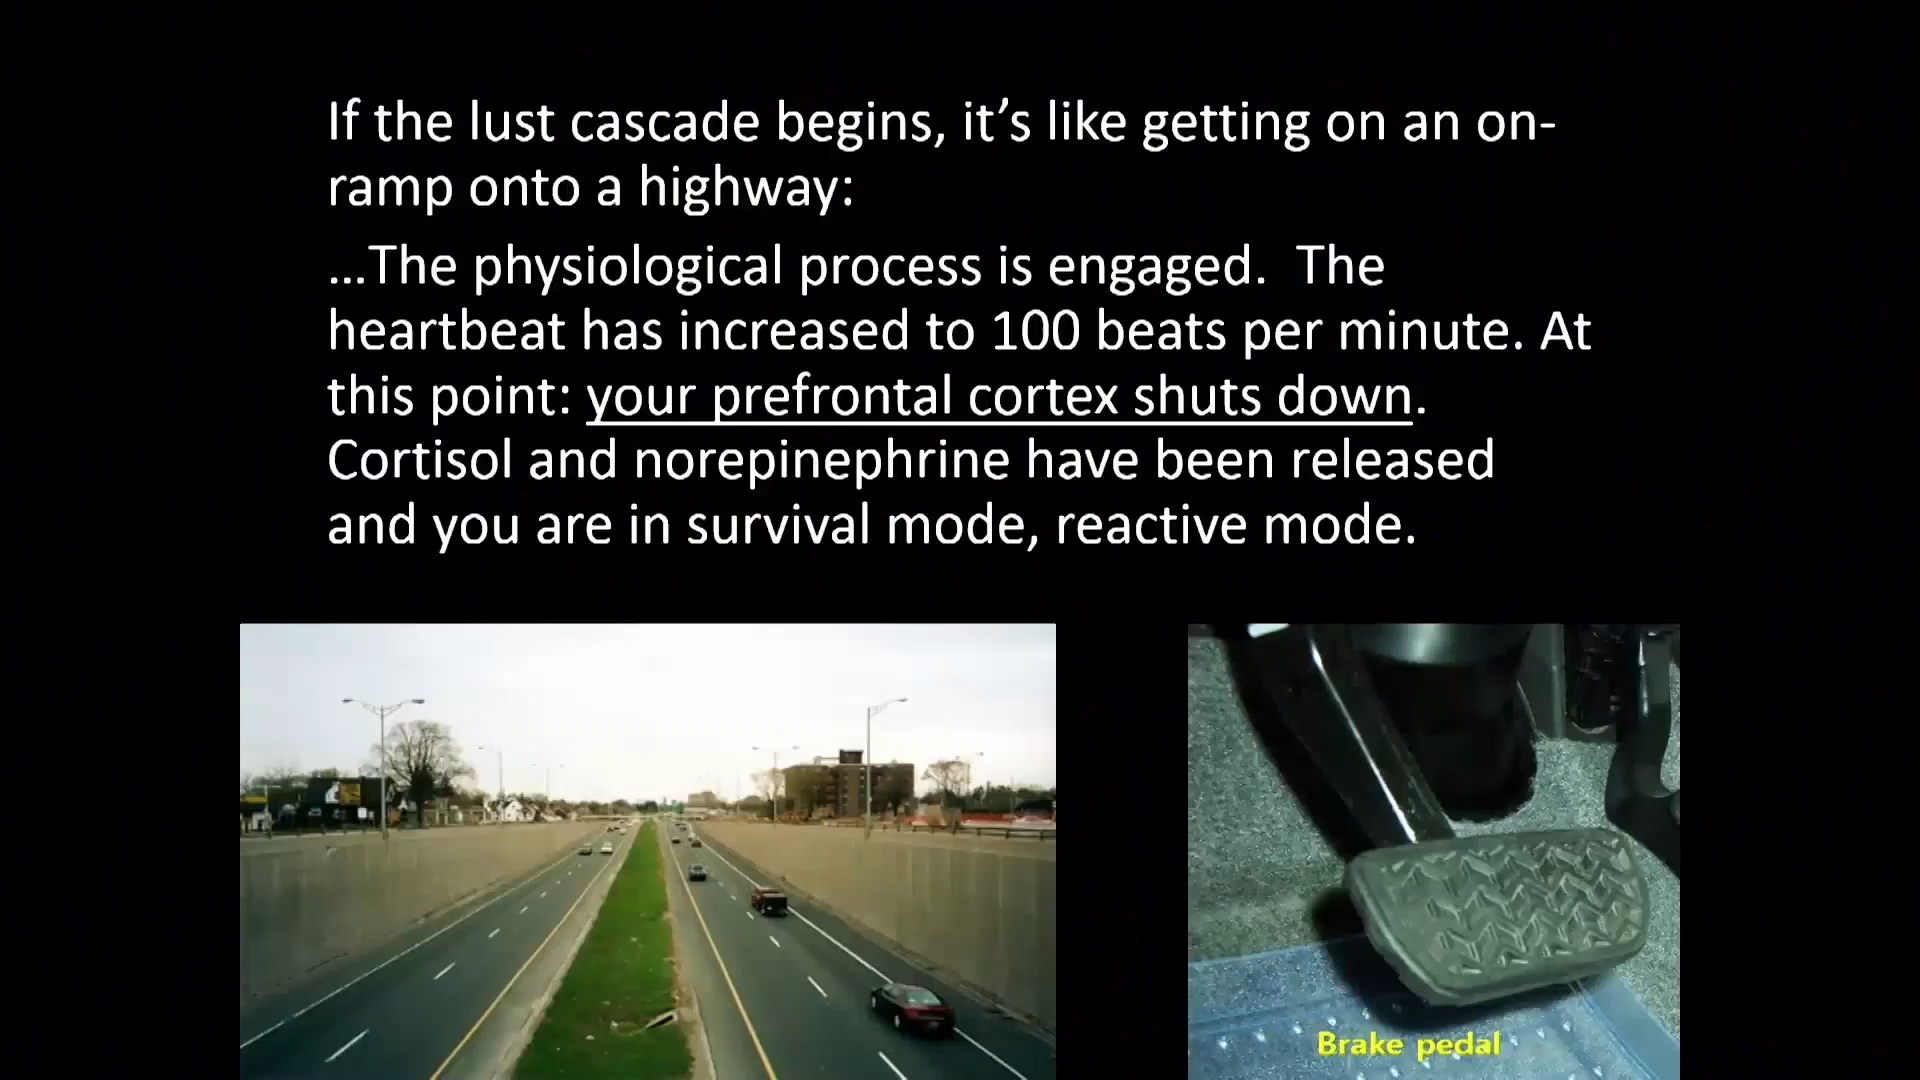 If the lust cascade begins, it’s like getting on an on-
ramp onto a highway:
…The physiological process is engaged.  The
heartbeat has increased to 100 beats per minute. At
this point: your prefrontal cortex shuts down.
Cortisol and norepinephrine have been released
and you are in survival mode, reactive mode.
Brake pedal